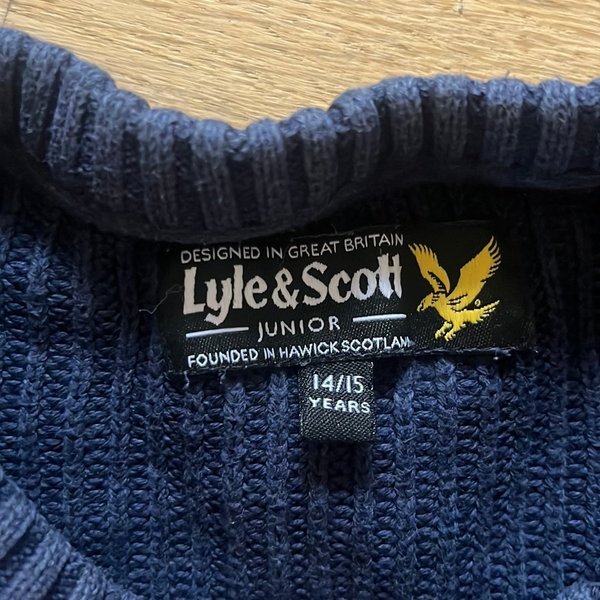 DESIGNED IN GREAT BRITAIN
Lyle & Scott
JUNIOR
FOUNDED IN HAWICK SCOTLAN
14/15
YEARS